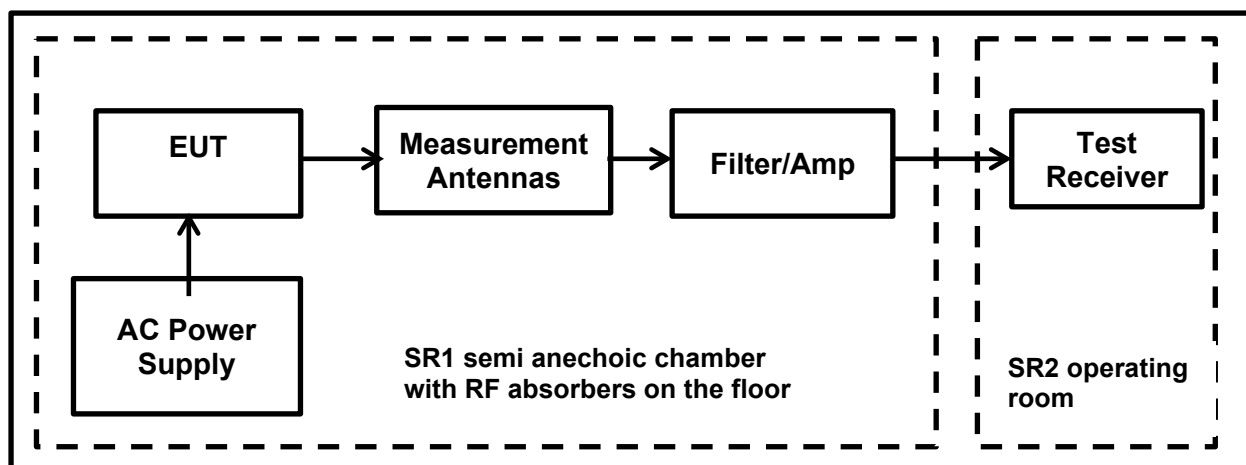 EUT
Measurement
Antennas
Filter/Amp
Test
Receiver
AC Power
Supply
SR1 semi anechoic chamber
with RF absorbers on the floor
SR2 operating
room